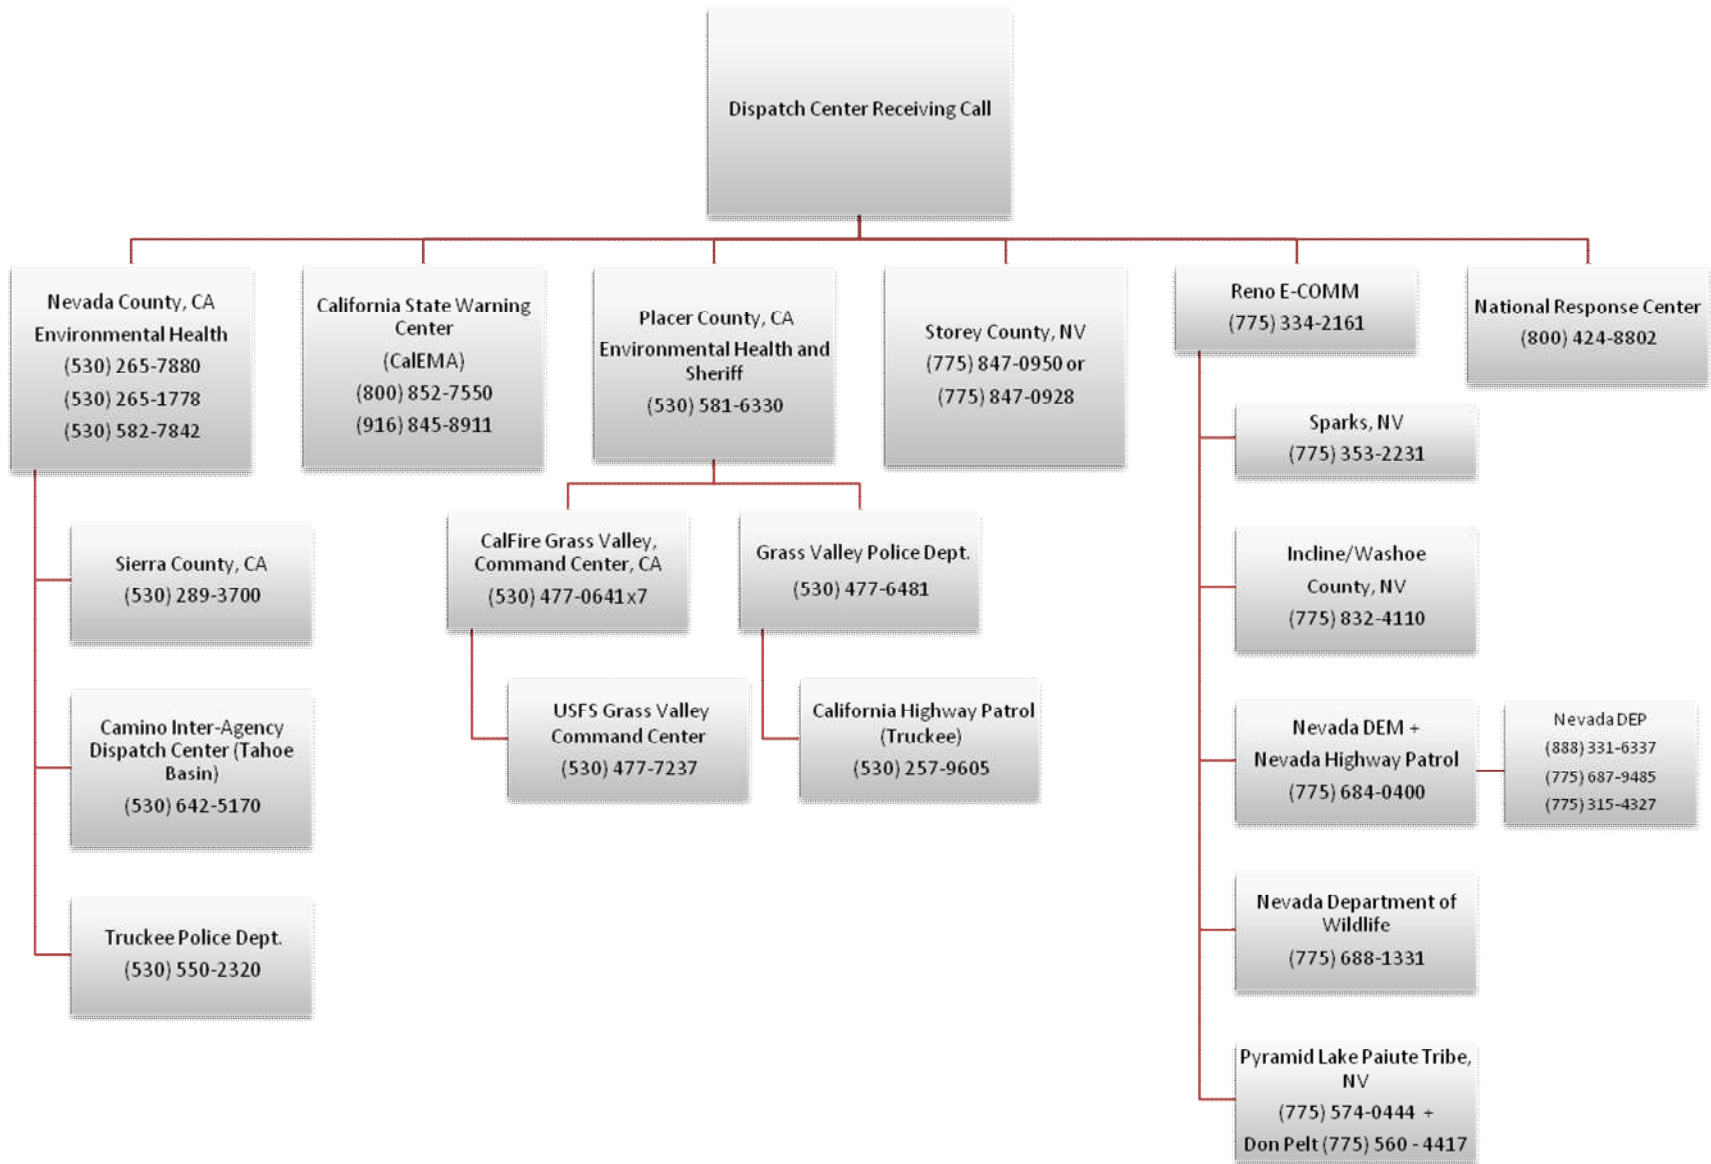 Dispatch Center Receiving Call
Nevada County, CA
Environmental Health
(530) 265-7880
(530) 265-1778
(530) 582-7842
California State Warning
Center
(CalEMA)
(800) 852-7550
(916) 845-8911
Placer County, CA
Environmental Health and
Sheriff
(530) 581-6330
Storey County, NV
(775) 847-0950 or
(775) 847-0928
Reno E-COMM
(775) 334-2161
National Response Center
(800) 424-8802
Sierra County, CA
(530) 289-3700
Camino Inter-Agency
Dispatch Center (Tahoe
Basin)
(530) 642-5170
Truckee Police Dept.
(530) 550-2320
CalFire Grass Valley,
Command Center, CA
(530) 477-0641x7
USFS Grass Valley
Command Center
(530) 477-7237
Grass Valley Police Dept.
(530) 477-6481
California Highway Patrol
(Truckee)
(530) 257-9605
Sparks, NV
(775) 353-2231
Incline/Washoe
County, NV
(775) 832-4110
Nevada DEM +
Nevada Highway Patrol
(775) 684-0400
Nevada DEP
(888) 331-6337
(775) 687-9485
(775) 315-4327
Nevada Department of
Wildlife
(775) 688-1331
Pyramid Lake Paiute Tribe,
NV
(775) 574-0444 +
Don Pelt (775) 560 - 4417